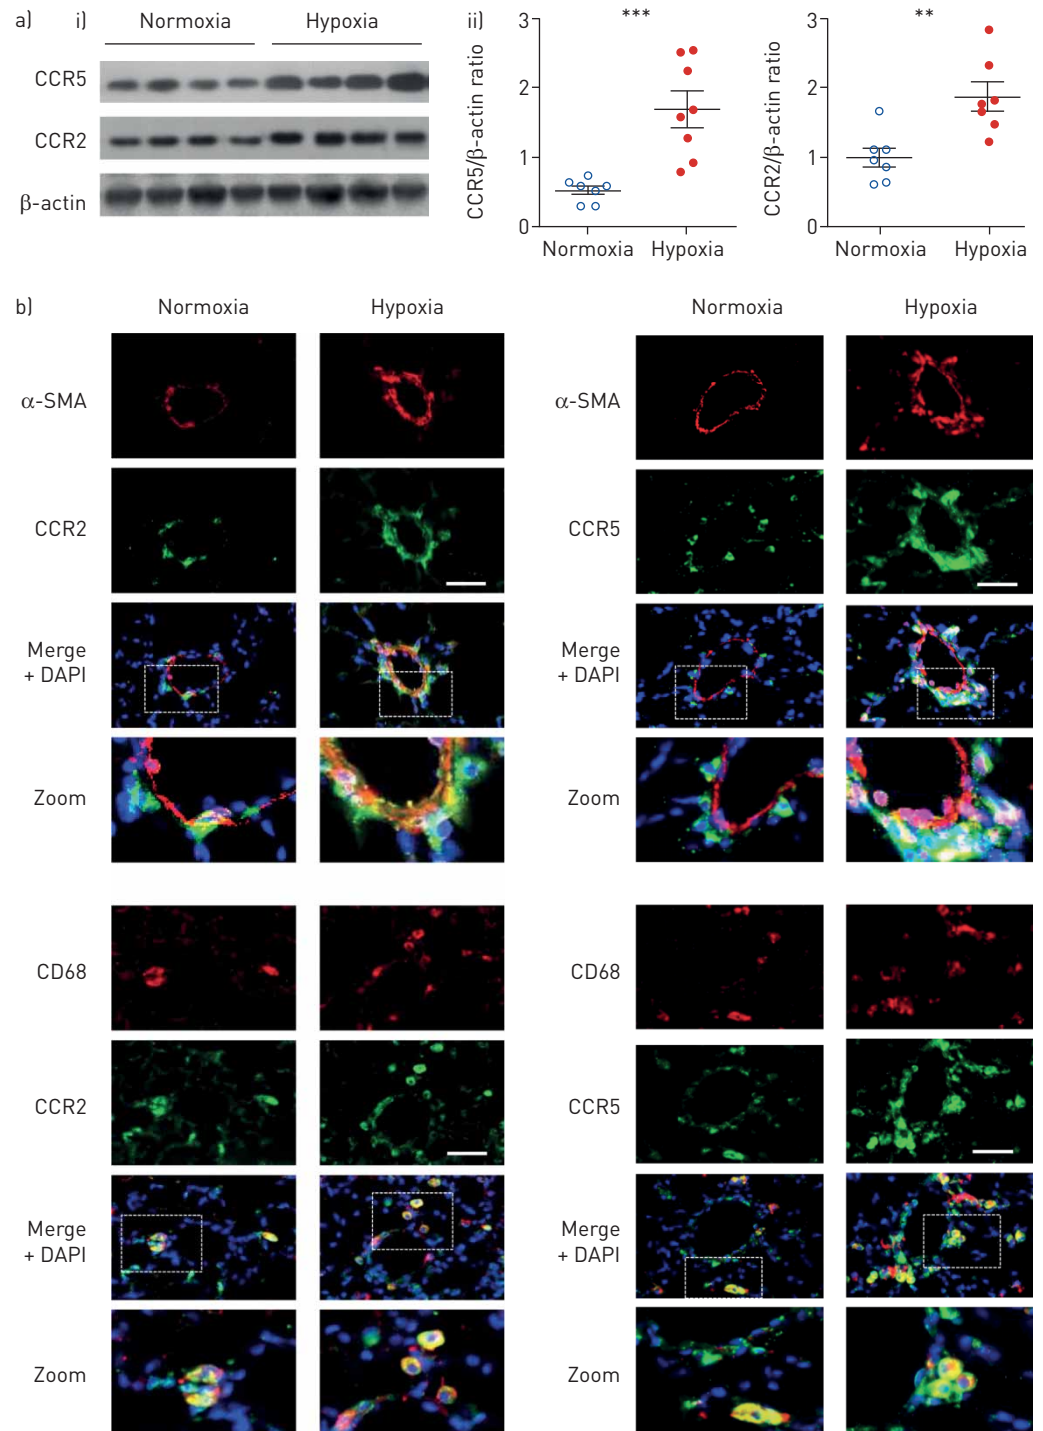 a) i) Normoxia Hypoxia
CCR5
CCR2
β-actin
ii)
***
3
2
1
0
CCR5/β-actin ratio
Normoxia Hypoxia
**
3
2
1
0
CCR2/β-actin ratio
Normoxia Hypoxia
b) Normoxia Hypoxia
α-SMA
CCR2
Merge
+ DAPI
Zoom
Normoxia Hypoxia
α-SMA
CCR5
Merge
+ DAPI
Zoom
CD68
CCR2
Merge
+ DAPI
Zoom
CD68
CCR5
Merge
+ DAPI
Zoom